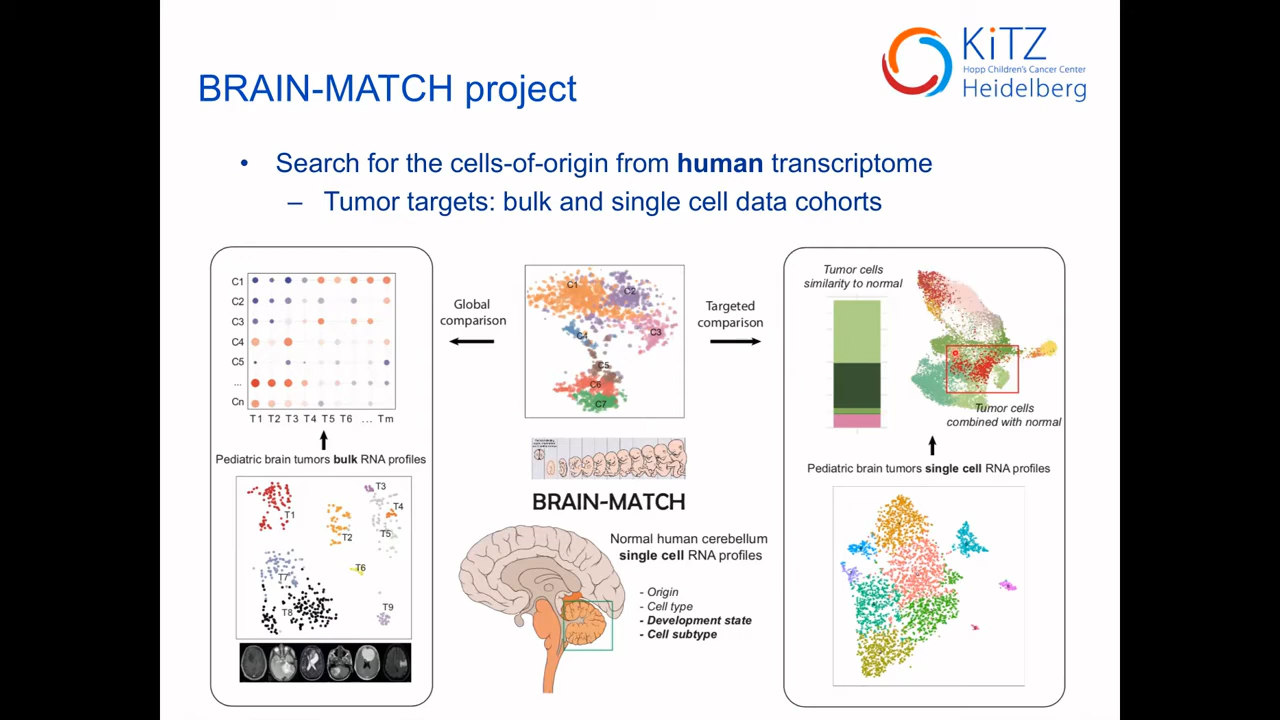 KiTZ
Hopp Children's Cancer Center
Heidelberg
BRAIN-MATCH project
• Search for the cells-of-origin from human transcriptome
– Tumor targets: bulk and single cell data cohorts
C1
C2
C3
C4
C5
...
Cn
T1 T2 T3 T4 T5 T6 ... Tm
Pediatric brain tumors bulk RNA profiles
T1
T2
T3
T4
T5
T6
T7
T8
T9
Global
comparison
C1
C2
C3
C4
C5
C6
C7
Targeted
comparison
BRAIN-MATCH
Normal human cerebellum
single cell RNA profiles
- Origin
- Cell type
- Development state
- Cell subtype
Tumor cells
similarity to normal
Tumor cells
combined with normal
Pediatric brain tumors single cell RNA profiles